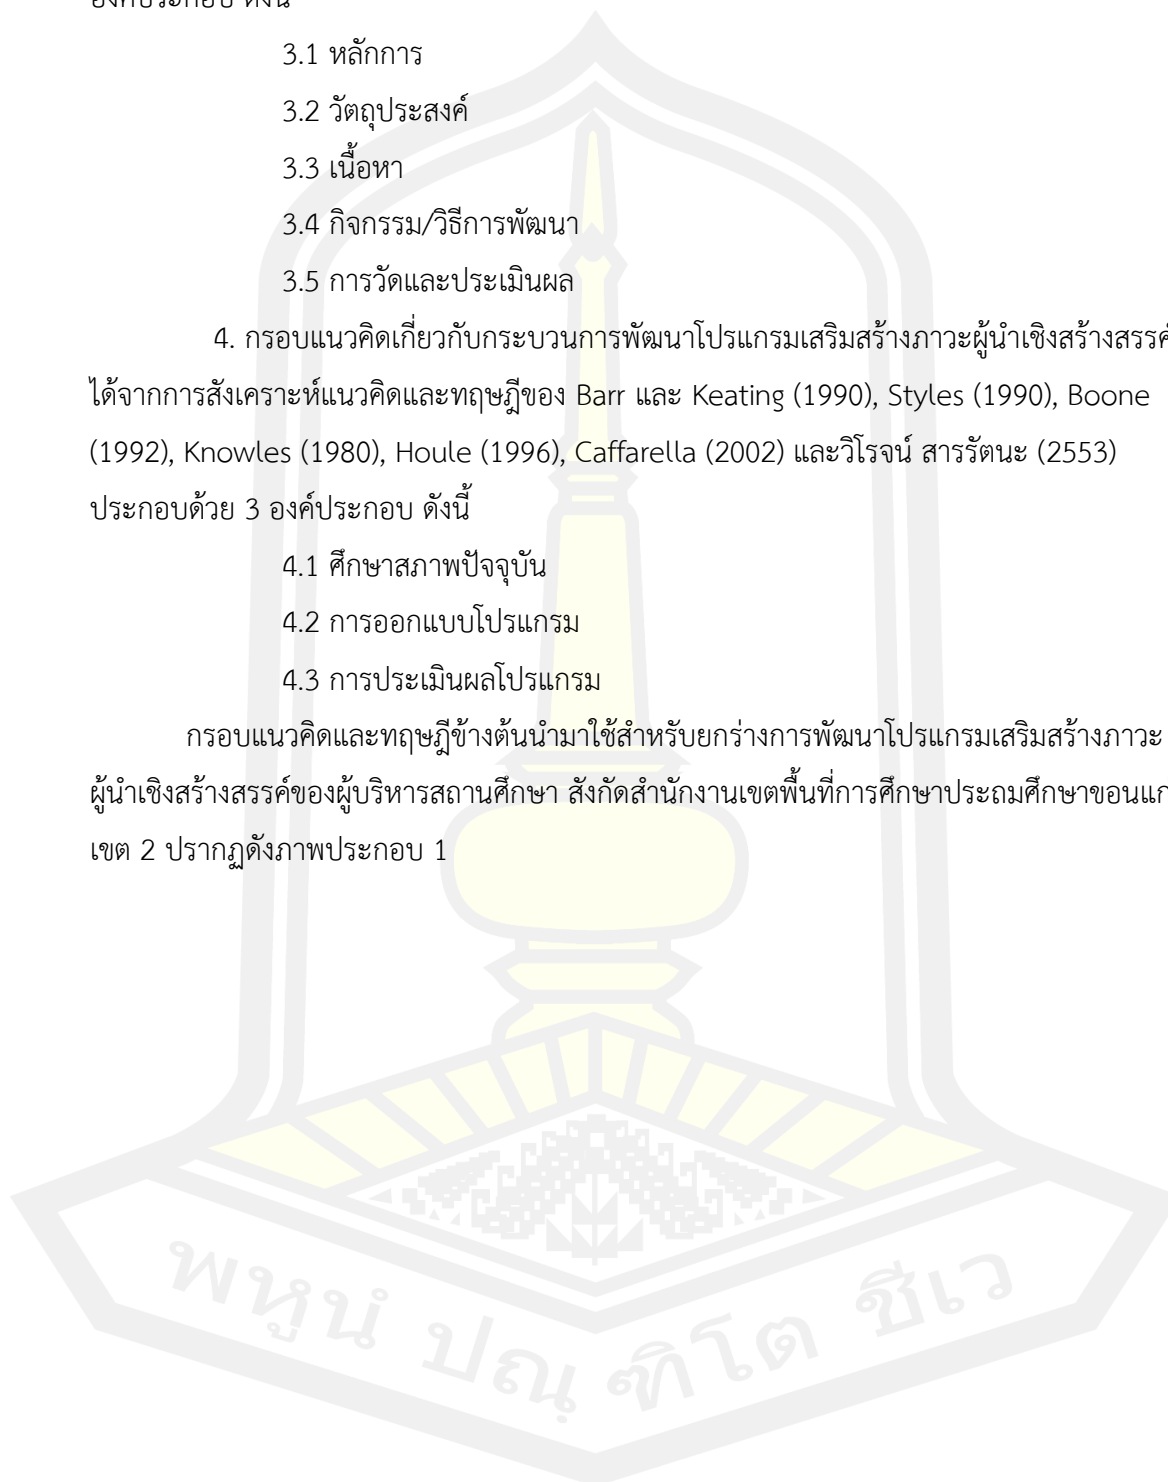 องค์ประกอบ ดังนี้
3.1 หลักการ
3.2 วัตถุประสงค์
3.3 เนื้อหา
3.4 กิจกรรม/วิธีการพัฒนา
3.5 การวัดและประเมินผล
4. กรอบแนวคิดเกี่ยวกับกระบวนการพัฒนาโปรแกรมเสริมสร้างภาวะผู้นำเชิงสร้างสรรค์
ได้จากการสังเคราะห์แนวคิดและทฤษฎีของ Barr และ Keating (1990), Styles (1990), Boone
(1992), Knowles (1980), Houle (1996), Caffarella (2002) และวิโรจน์ สารรัตนะ (2553)
ประกอบด้วย 3 องค์ประกอบ ดังนี้
4.1 ศึกษาสภาพปัจจุบัน
4.2 การออกแบบโปรแกรม
4.3 การประเมินผลโปรแกรม
กรอบแนวคิดและทฤษฎีข้างต้นนำมาใช้สำหรับยกร่างการพัฒนาโปรแกรมเสริมสร้างภาวะ
ผู้นำเชิงสร้างสรรค์ของผู้บริหารสถานศึกษา สังกัดสำนักงานเขตพื้นที่การศึกษาประถมศึกษาขอนแก
เขต 2 ปรากฏดังภาพประกอบ 1
พหูนํ ปณฺฑิโต ชีเว